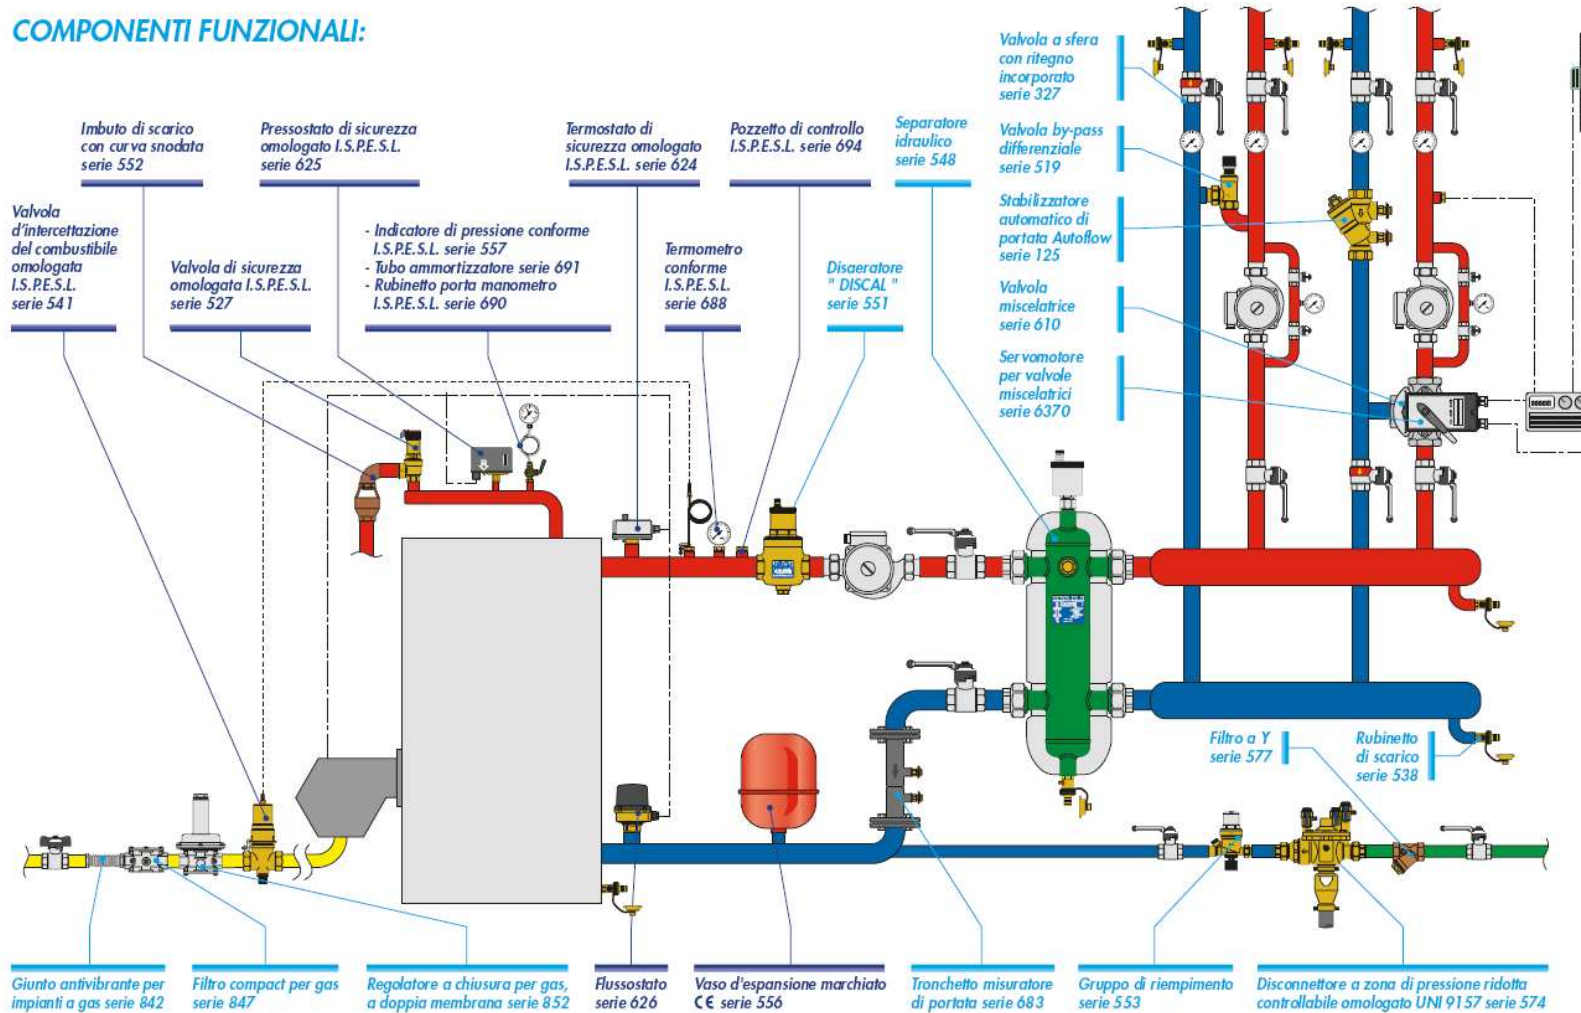 COMPONENTI FUNZIONALI:
Imbuto di scarico
con curva snodata
serie 552
Pressostato di sicurezza
omologato I.S.P.E.S.L.
serie 625
Termostato di
sicurezza omologato
I.S.P.E.S.L. serie 624
Pozzetto di controllo
I.S.P.E.S.L. serie 694
Separatore
idraulico
serie 548
Valvola a sfera
con ritegno
incorporato
serie 327
Valvola by-pass
differenziale
serie 519
Stabilizzatore
automatico di
portata Autoflow
serie 125
Valvola
miscelatrice
serie 610
Servomotore
per valvole
miscelatrici
serie 6370
Valvola
d'intercettazione
del combustibile
omologata
I.S.P.E.S.L.
serie 541
Valvola di sicurezza
omologata I.S.P.E.S.L.
serie 527
- Indicatore di pressione conforme
I.S.P.E.S.L. serie 557
- Tubo ammortizzatore serie 691
- Rubinetto porta manometro
I.S.P.E.S.L. serie 690
Termometro
conforme
I.S.P.E.S.L.
serie 688
Disaeratore
" DISCAL "
serie 551
Filtro a Y
serie 577
Rubinetto
di scarico
serie 538
Giunto antivibrante per
impianti a gas serie 842
Filtro compact per gas
serie 847
Regolatore a chiusura per gas,
a doppia membrana serie 852
Flussostato
serie 626
Vaso d'espansione marchiato
CE serie 556
Tronchetto misuratore
di portata serie 683
Gruppo di riempimento
serie 553
Disconnettore a zona di pressione ridotta
controllabile omologato UNI 9157 serie 574